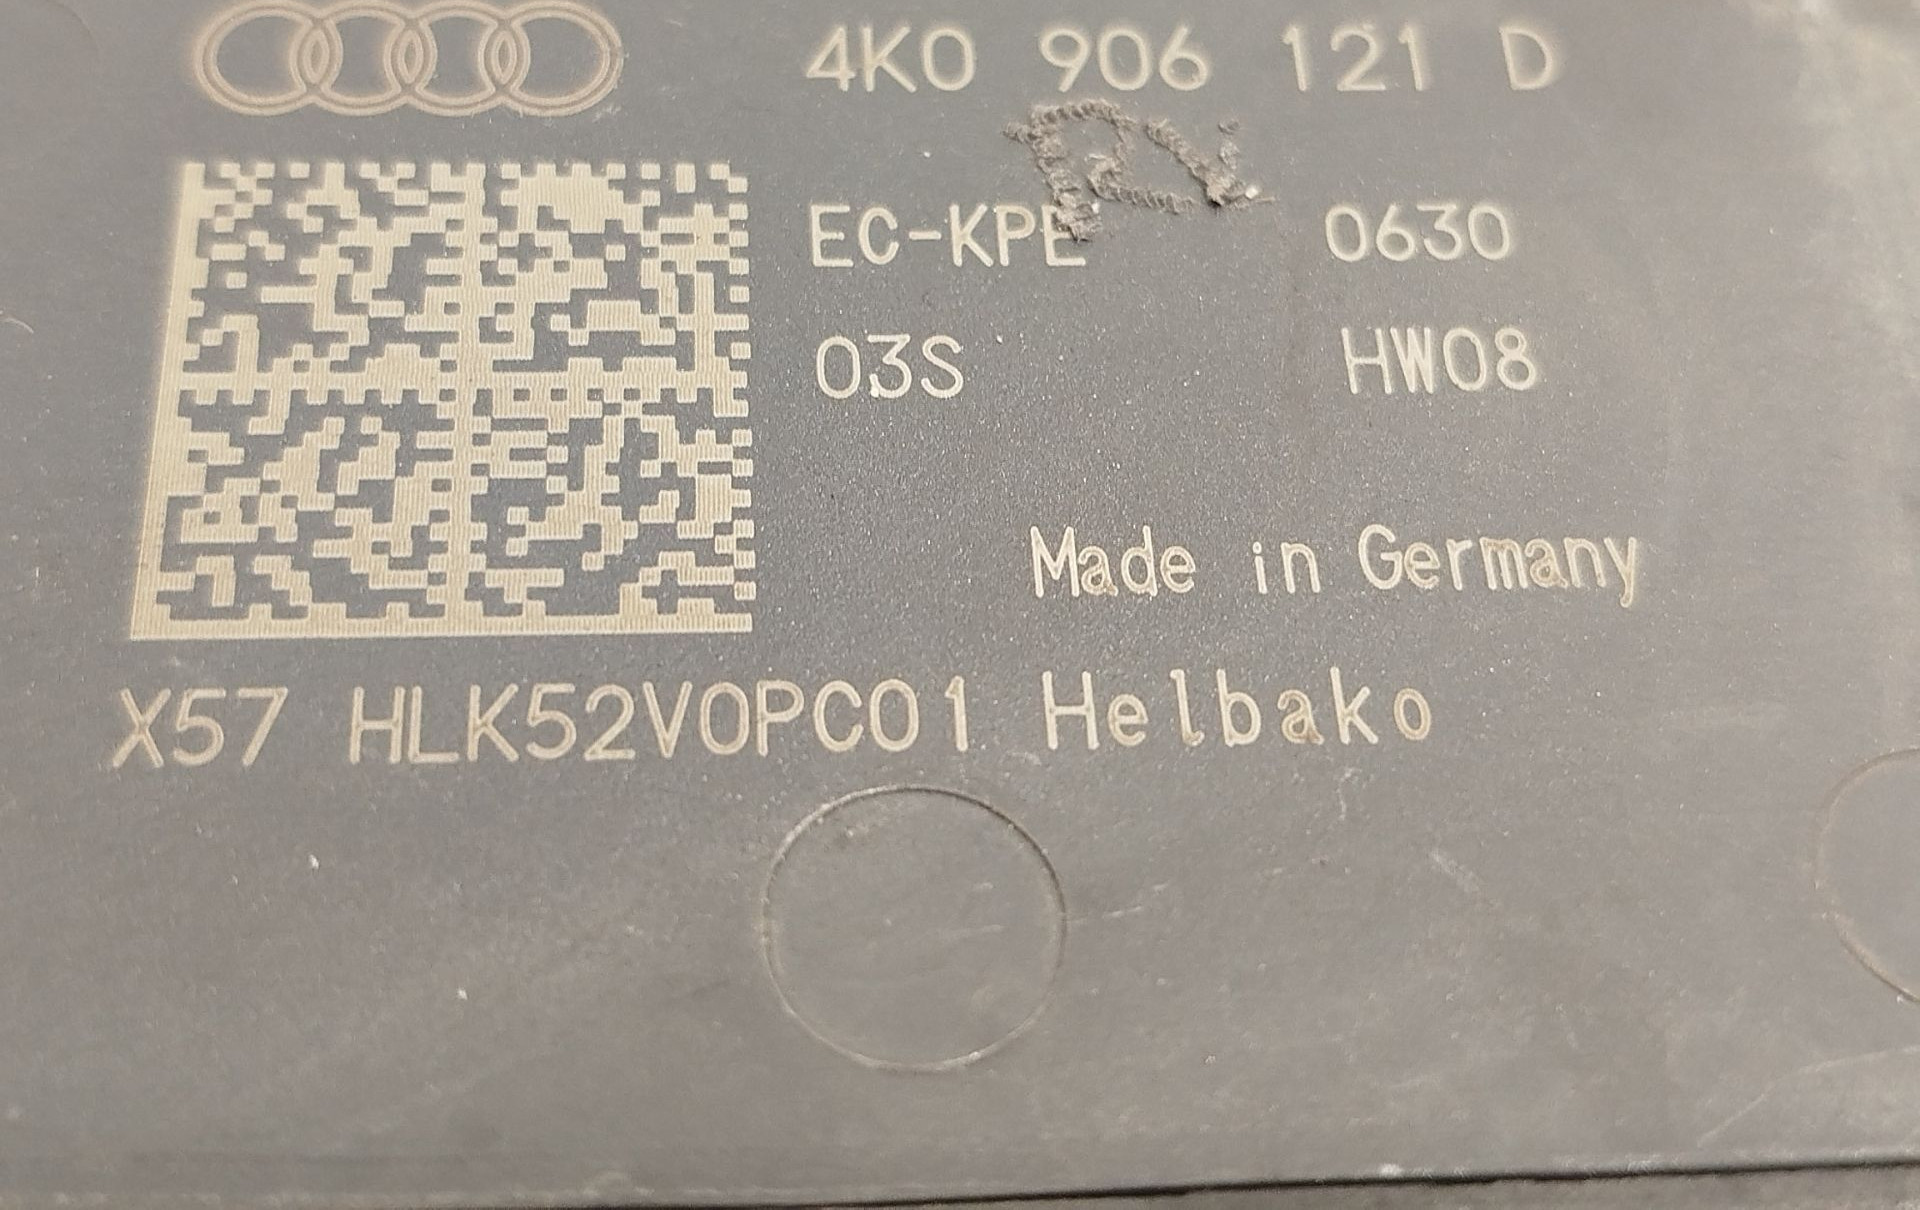 4K0 906 121 D
EC-KPE 0630
03S HW08
Made in Germany
X57 HLK52V0PC01 Helbako